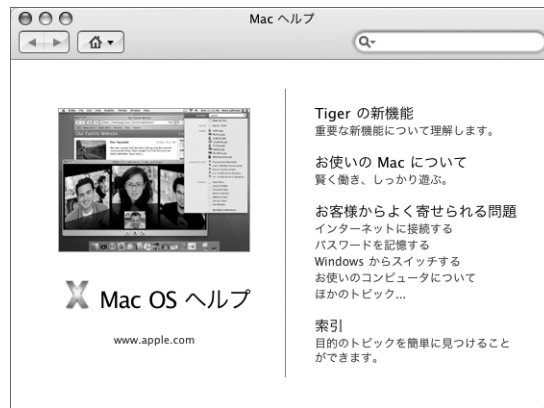 Mac ヘルプ
Tiger の新機能
重要な新機能について理解します。
お使いの Mac について
賢く働き、しっかり遊ぶ。
お客様からよく寄せられる問題
インターネットに接続する
パスワードを記憶する
Windows からスイッチする
お使いのコンピュータについて
ほかのトピック...
索引
目的のトピックを簡単に見つけること
ができます。
Mac OS ヘルプ
www.apple.com